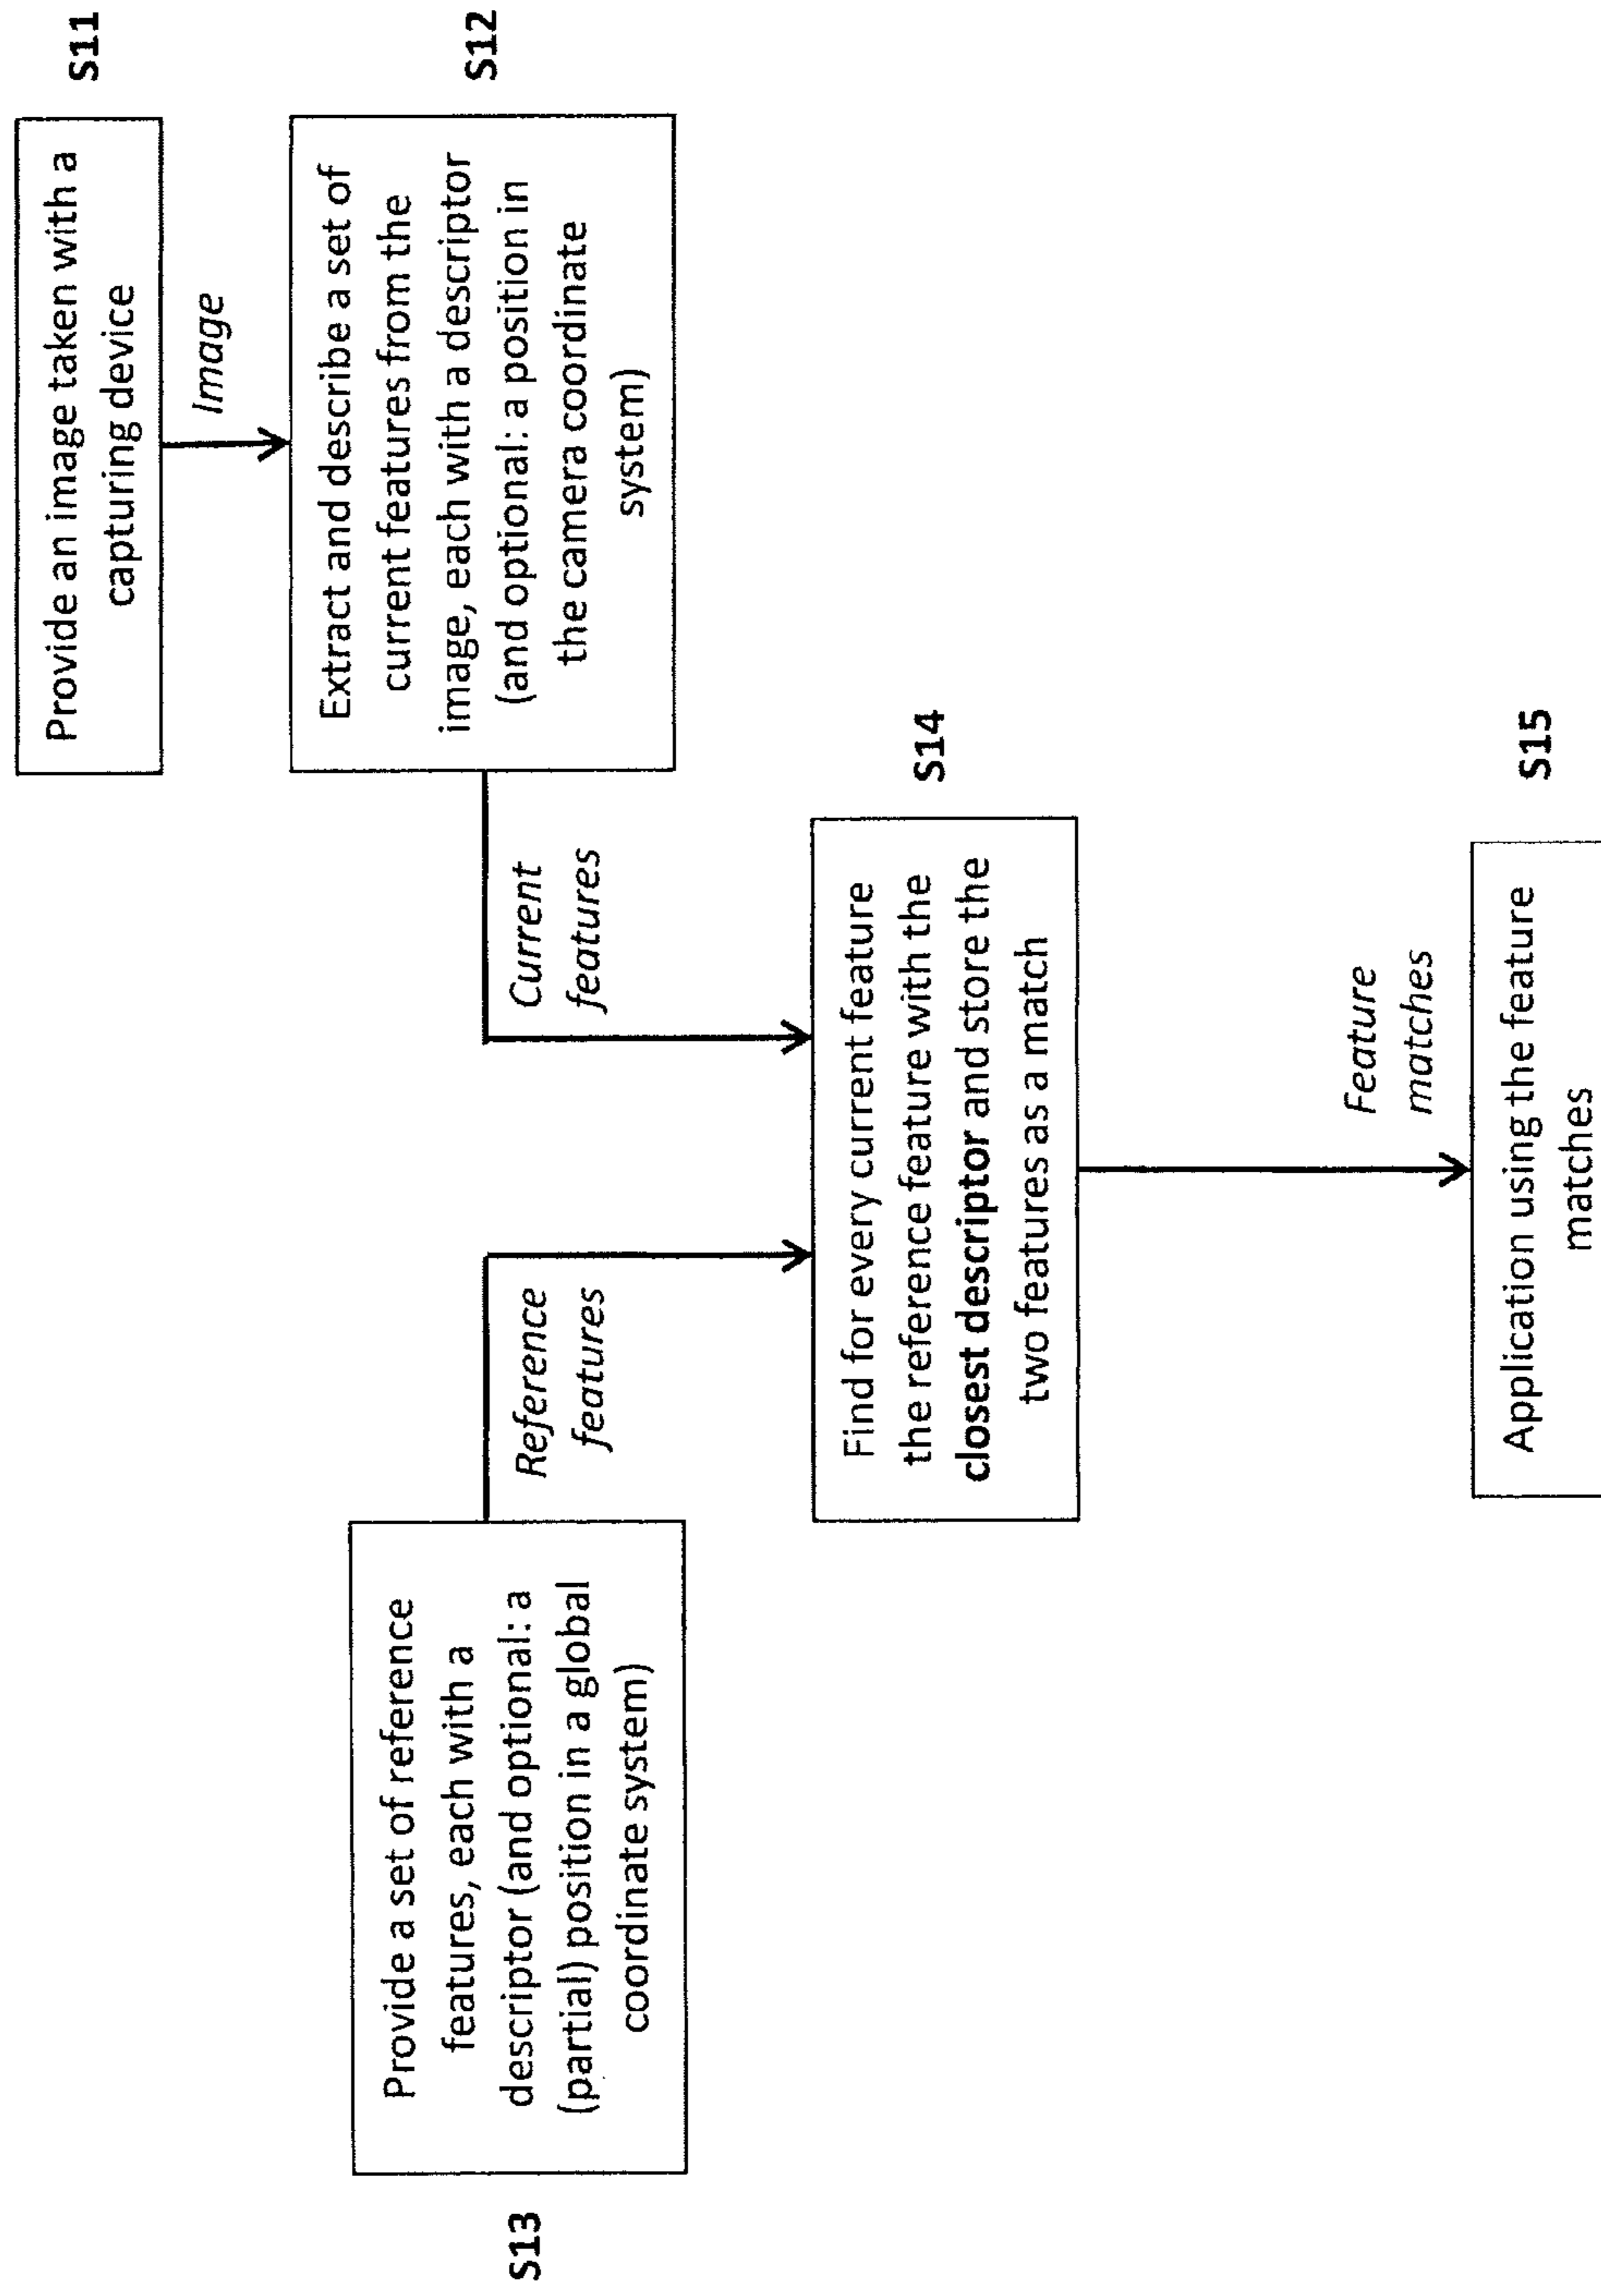 Provide an image taken with a
capturing device
S11
Image
Extract and describe a set of
current features from the
image, each with a descriptor
(and optional: a position in
the camera coordinate
system)
S12
S13
Provide a set of reference
features, each with a
descriptor (and optional: a
(partial) position in a global
coordinate system)
Reference
features
Current
features
Find for every current feature
the reference feature with the
closest descriptor and store the
two features as a match
S14
Feature
matches
Application using the feature
matches
S15